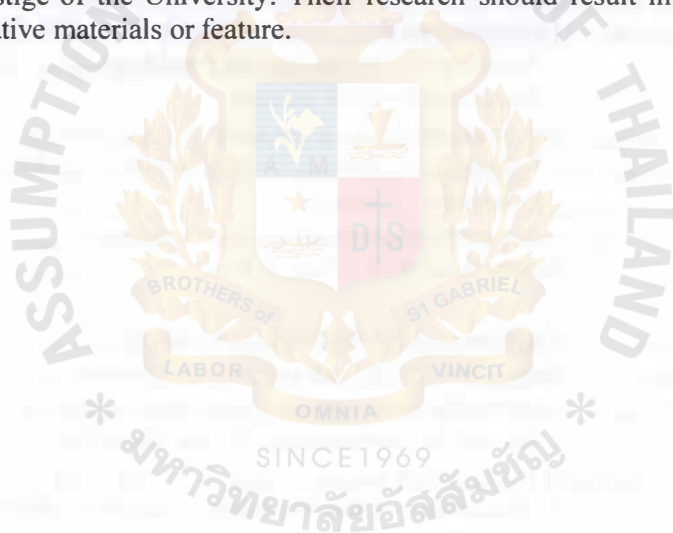 stige of the University. Their research should result in
ative materials or feature.
ASSUMPTION
OF
THAILAND
A M
D S
BROTHERS of
ST GABRIEL
LABOR
VINCIT
OMNIA
*
*
SINCE1969
มหาวิทยาลัยอัสสัมชัญ